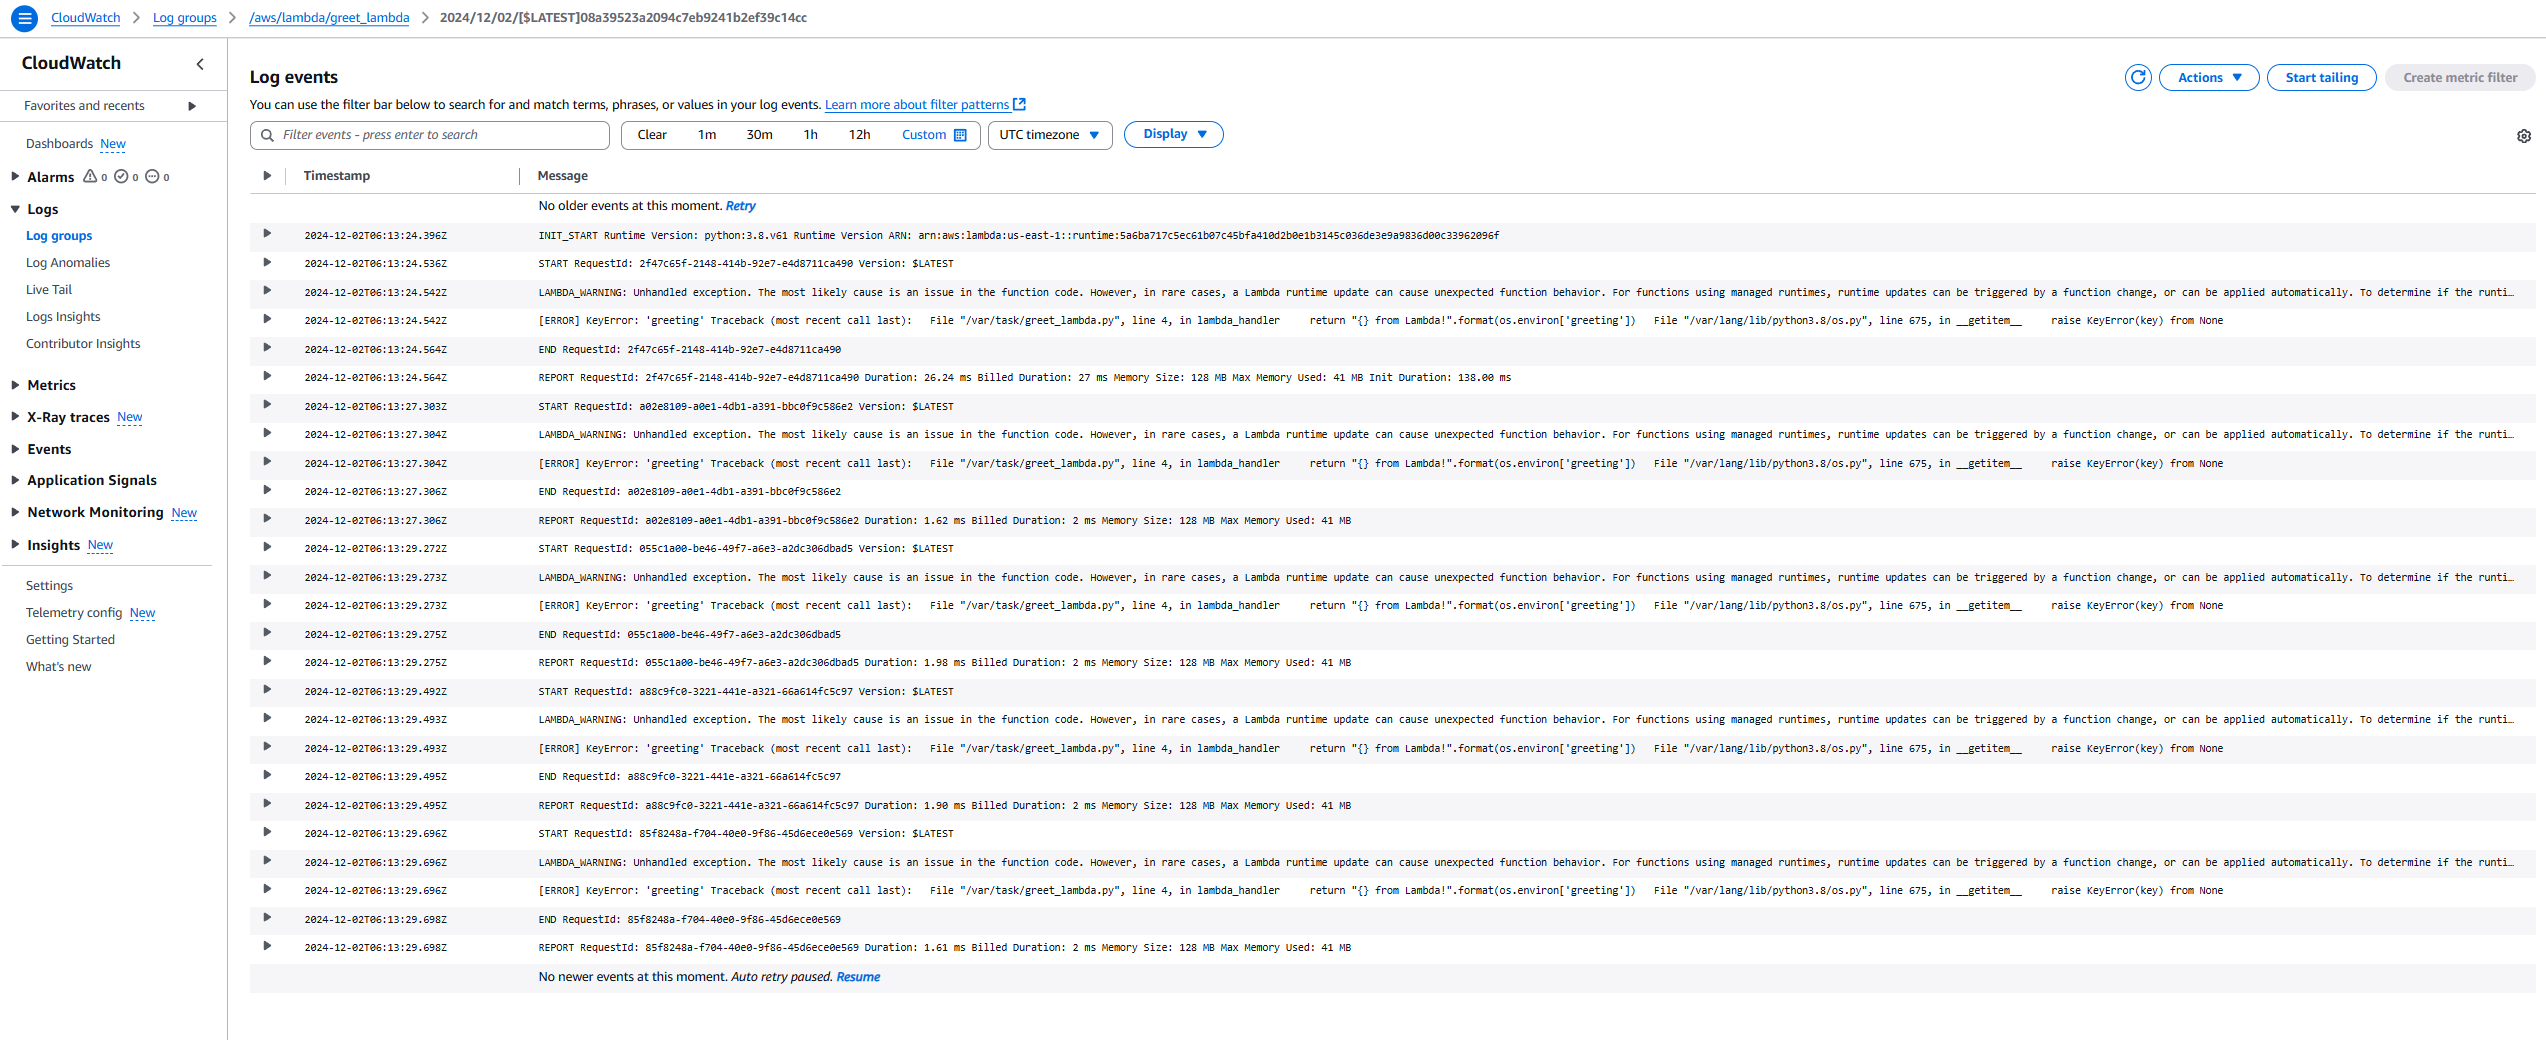 CloudWatch > Log groups > /aws/lambda/greet_lambda > 2024/12/02/[$LATEST]08a39523a2094c7eb9241b2ef39c14cc
CloudWatch
Favorites and recents
Dashboards New
Alarms 0 0 0
Logs
Log groups
Log Anomalies
Live Tail
Logs Insights
Contributor Insights
Metrics
X-Ray traces New
Events
Application Signals
Network Monitoring New
Insights New
Settings
Telemetry config New
Getting Started
What's new
Log events
Actions Start tailing Create metric filter
You can use the filter bar below to search for and match terms, phrases, or values in your log events. Learn more about filter patterns
Filter events - press enter to search Clear 1m 30m 1h 12h Custom UTC timezone Display
Timestamp Message
No older events at this moment. Retry
2024-12-02T06:13:24.396Z INIT_START Runtime Version: python:3.8.v61 Runtime Version ARN: arn:aws:lambda:us-east-1::runtime:5a6ba717c5ec61b07c45bfa410d2b0e1b3145c036de3e9a9836d00c33962096f
2024-12-02T06:13:24.536Z START RequestId: 2f47c65f-2148-414b-92e7-e4d8711ca490 Version: $LATEST
2024-12-02T06:13:24.542Z LAMBDA_WARNING: Unhandled exception. The most likely cause is an issue in the function code. However, in rare cases, a Lambda runtime update can cause unexpected function behavior. For functions using managed runtimes, runtime updates can be triggered by a function change, or can be applied automatically. To determine if the runti…
2024-12-02T06:13:24.542Z [ERROR] KeyError: 'greeting' Traceback (most recent call last): File "/var/task/greet_lambda.py", line 4, in lambda_handler return "{} from Lambda!".format(os.environ['greeting']) File "/var/lang/lib/python3.8/os.py", line 675, in __getitem__ raise KeyError(key) from None
2024-12-02T06:13:24.564Z END RequestId: 2f47c65f-2148-414b-92e7-e4d8711ca490
2024-12-02T06:13:24.564Z REPORT RequestId: 2f47c65f-2148-414b-92e7-e4d8711ca490 Duration: 26.24 ms Billed Duration: 27 ms Memory Size: 128 MB Max Memory Used: 41 MB Init Duration: 138.00 ms
2024-12-02T06:13:27.303Z START RequestId: a02e8109-a0e1-4db1-a391-bbc0f9c586e2 Version: $LATEST
2024-12-02T06:13:27.304Z LAMBDA_WARNING: Unhandled exception. The most likely cause is an issue in the function code. However, in rare cases, a Lambda runtime update can cause unexpected function behavior. For functions using managed runtimes, runtime updates can be triggered by a function change, or can be applied automatically. To determine if the runti…
2024-12-02T06:13:27.304Z [ERROR] KeyError: 'greeting' Traceback (most recent call last): File "/var/task/greet_lambda.py", line 4, in lambda_handler return "{} from Lambda!".format(os.environ['greeting']) File "/var/lang/lib/python3.8/os.py", line 675, in __getitem__ raise KeyError(key) from None
2024-12-02T06:13:27.306Z END RequestId: a02e8109-a0e1-4db1-a391-bbc0f9c586e2
2024-12-02T06:13:27.306Z REPORT RequestId: a02e8109-a0e1-4db1-a391-bbc0f9c586e2 Duration: 1.62 ms Billed Duration: 2 ms Memory Size: 128 MB Max Memory Used: 41 MB
2024-12-02T06:13:29.272Z START RequestId: 055c1a00-be46-49f7-a6e3-a2dc306dbad5 Version: $LATEST
2024-12-02T06:13:29.273Z LAMBDA_WARNING: Unhandled exception. The most likely cause is an issue in the function code. However, in rare cases, a Lambda runtime update can cause unexpected function behavior. For functions using managed runtimes, runtime updates can be triggered by a function change, or can be applied automatically. To determine if the runti…
2024-12-02T06:13:29.273Z [ERROR] KeyError: 'greeting' Traceback (most recent call last): File "/var/task/greet_lambda.py", line 4, in lambda_handler return "{} from Lambda!".format(os.environ['greeting']) File "/var/lang/lib/python3.8/os.py", line 675, in __getitem__ raise KeyError(key) from None
2024-12-02T06:13:29.275Z END RequestId: 055c1a00-be46-49f7-a6e3-a2dc306dbad5
2024-12-02T06:13:29.275Z REPORT RequestId: 055c1a00-be46-49f7-a6e3-a2dc306dbad5 Duration: 1.98 ms Billed Duration: 2 ms Memory Size: 128 MB Max Memory Used: 41 MB
2024-12-02T06:13:29.492Z START RequestId: a88c9fc0-3221-441e-a321-66a614fc5c97 Version: $LATEST
2024-12-02T06:13:29.493Z LAMBDA_WARNING: Unhandled exception. The most likely cause is an issue in the function code. However, in rare cases, a Lambda runtime update can cause unexpected function behavior. For functions using managed runtimes, runtime updates can be triggered by a function change, or can be applied automatically. To determine if the runti…
2024-12-02T06:13:29.493Z [ERROR] KeyError: 'greeting' Traceback (most recent call last): File "/var/task/greet_lambda.py", line 4, in lambda_handler return "{} from Lambda!".format(os.environ['greeting']) File "/var/lang/lib/python3.8/os.py", line 675, in __getitem__ raise KeyError(key) from None
2024-12-02T06:13:29.495Z END RequestId: a88c9fc0-3221-441e-a321-66a614fc5c97
2024-12-02T06:13:29.495Z REPORT RequestId: a88c9fc0-3221-441e-a321-66a614fc5c97 Duration: 1.90 ms Billed Duration: 2 ms Memory Size: 128 MB Max Memory Used: 41 MB
2024-12-02T06:13:29.696Z START RequestId: 85f8248a-f704-40e0-9f86-45d6ece0e569 Version: $LATEST
2024-12-02T06:13:29.696Z LAMBDA_WARNING: Unhandled exception. The most likely cause is an issue in the function code. However, in rare cases, a Lambda runtime update can cause unexpected function behavior. For functions using managed runtimes, runtime updates can be triggered by a function change, or can be applied automatically. To determine if the runti…
2024-12-02T06:13:29.696Z [ERROR] KeyError: 'greeting' Traceback (most recent call last): File "/var/task/greet_lambda.py", line 4, in lambda_handler return "{} from Lambda!".format(os.environ['greeting']) File "/var/lang/lib/python3.8/os.py", line 675, in __getitem__ raise KeyError(key) from None
2024-12-02T06:13:29.698Z END RequestId: 85f8248a-f704-40e0-9f86-45d6ece0e569
2024-12-02T06:13:29.698Z REPORT RequestId: 85f8248a-f704-40e0-9f86-45d6ece0e569 Duration: 1.61 ms Billed Duration: 2 ms Memory Size: 128 MB Max Memory Used: 41 MB
No newer events at this moment. Auto retry paused. Resume